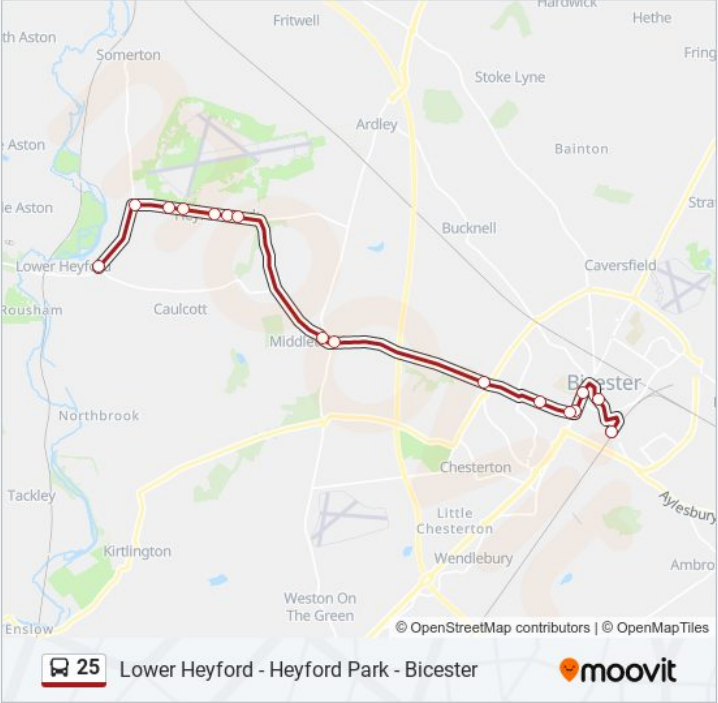 Hardwick
Fritwell
Hethe
th Aston
Somerton
Fring
Stoke Lyne
Ardley
e Aston
Bainton
le Aston
Stra
Bucknell
Lower Heyford
Caversfield
Rousham
Caulcott
Middle
Bicester
Northbrook
Chesterton
Tackley
Little
Chesterton
Aylesbury
Kirtlington
Wendlebury
Ambro
Weston On
The Green
Enslow
© OpenStreetMap contributors | © OpenMapTiles
25 Lower Heyford - Heyford Park - Bicester
moovit